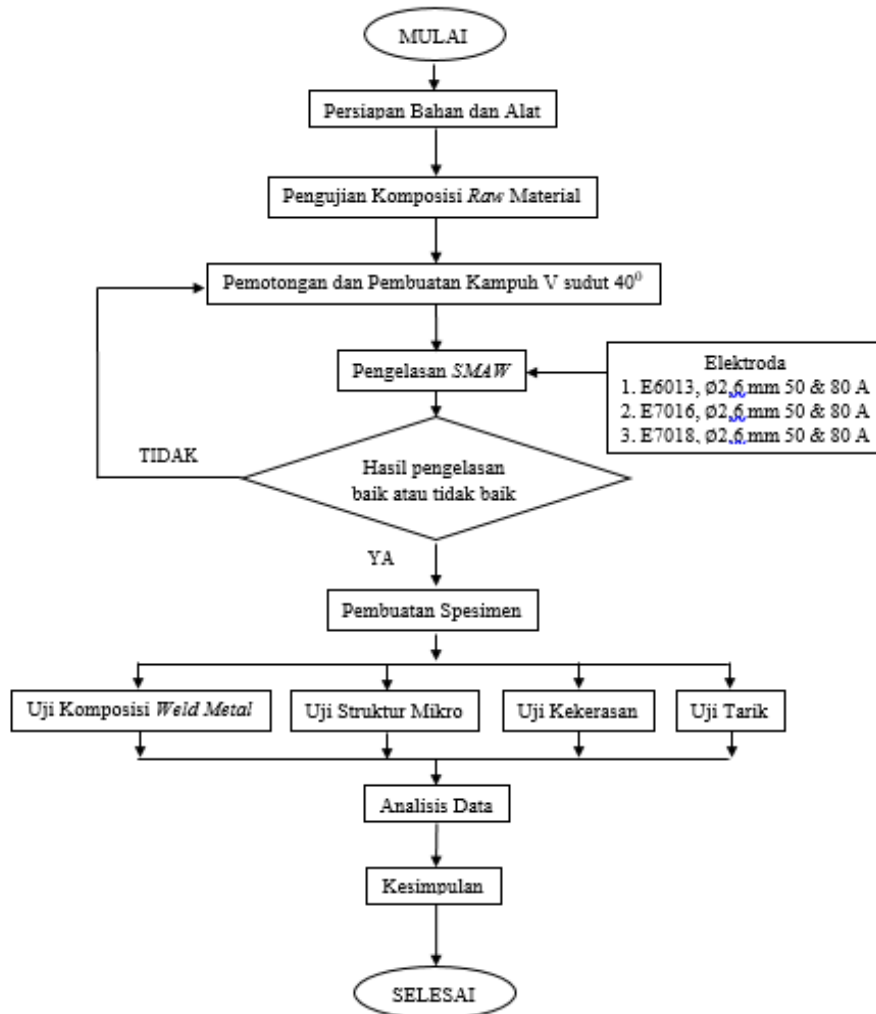 MULAI
Persiapan Bahan dan Alat
Pengujian Komposisi Raw Material
Pemotongan dan Pembuatan Kampuh V sudut 40⁰
Pengelasan SMAW
Elektroda
1. E6013, Ø2,6 mm 50 & 80 A
2. E7016, Ø2,6 mm 50 & 80 A
3. E7018, Ø2,6 mm 50 & 80 A
TIDAK
Hasil pengelasan
baik atau tidak baik
YA
Pembuatan Spesimen
Uji Komposisi Weld Metal
Uji Struktur Mikro
Uji Kekerasan
Uji Tarik
Analisis Data
Kesimpulan
SELESAI